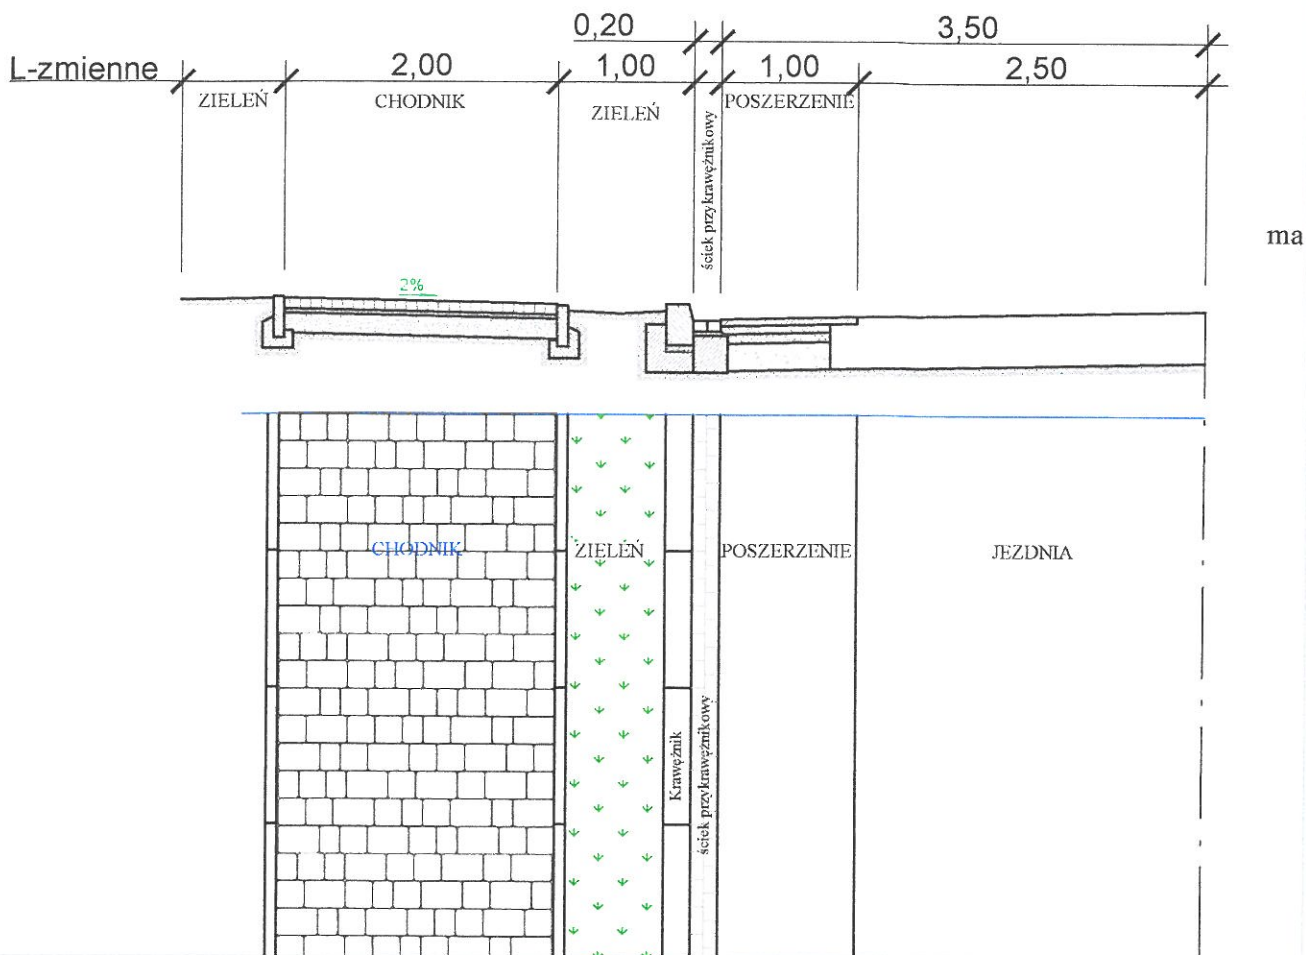 0,20
3,50
L-zmienne
2,00
1,00
1,00
2,50
ZIELEŃ
CHODNIK
ZIELEŃ
ściek przykrawężnikowy
POSZERZENIE
ma
2%
CHODNIK
ZIELEŃ
POSZERZENIE
JEZDNIA
Krawężnik
ściek przykrawężnikowy